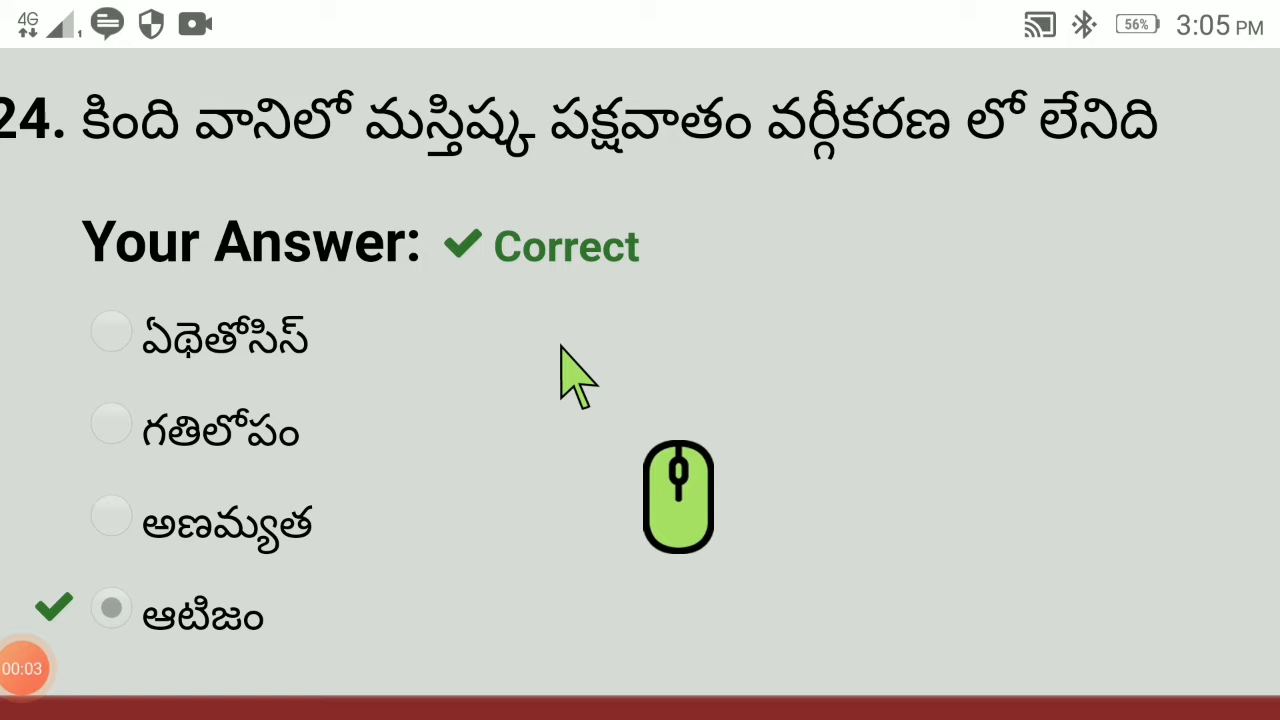 4G 1 56% 3:05 PM
24. కింది వానిలో మస్తిష్క పక్షవాతం వర్గీకరణ లో లేనిది
Your Answer: Correct
ఏథెతోసిస్
గతిలోపం
అణమ్యత
ఆటిజం
00:03